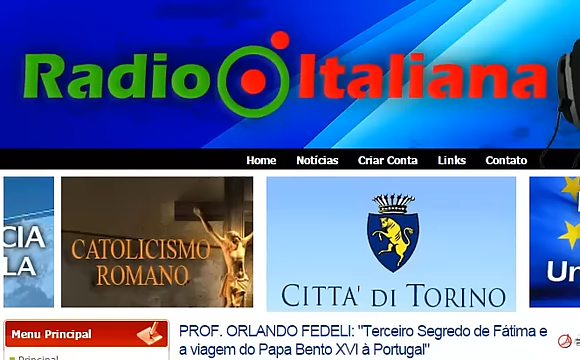 Radio Italiana
Home Notícias Criar Conta Links Contato
CIA
LA
CATOLICISMO
ROMANO
CITTA' DI TORINO
Un
Menu Principal
PROF. ORLANDO FEDELI: "Terceiro Segredo de Fátima e
a viagem do Papa Bento XVI à Portugal"
Principal